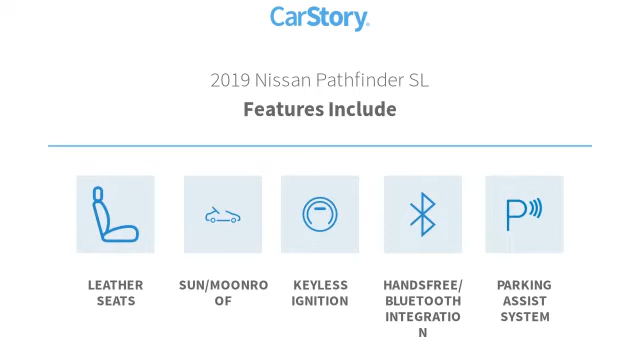 CarStory®
2019 Nissan Pathfinder SL
Features Include
LEATHER
SEATS
SUN/MOONRO
OF
KEYLESS
IGNITION
HANDSFREE/
BLUETOOTH
INTEGRATIO
N
PARKING
ASSIST
SYSTEM